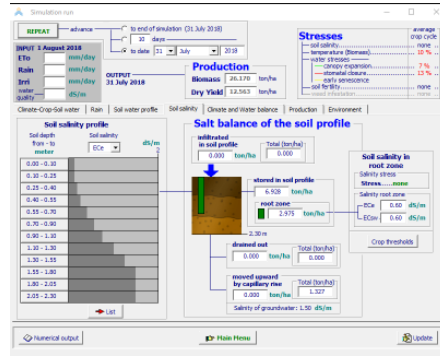 Simulation run
REPEAT
advance
to end of simulation (31 July 2018)
10 days
to date 31 July 2018
INPUT 1 August 2018
ETo mm/day
Rain mm/day
Irri mm/day
water quality dS/m
OUTPUT
31 July 2018
Production
Biomass 26.170 ton/ha
Dry Yield 12.563 ton/ha
Stresses
average
crop cycle
soil salinity none
temperature (Biomass) 10 %
water stresses
canopy expansion 7 %
stomatal closure 13 %
early senescence
soil fertility none
none
Climate-Crop-Soil water
Rain
Soil water profile
Soil salinity
Climate and Water balance
Production
Environment
Soil salinity profile
Soil depth
from - to
meter
Soil salinity
ECe
dS/m
2
0.00 - 0.10
0.10 - 0.25
0.25 - 0.40
0.40 - 0.55
0.55 - 0.70
0.70 - 0.90
0.90 - 1.10
1.10 - 1.30
1.30 - 1.55
1.55 - 1.80
1.80 - 2.05
2.05 - 2.30
List
Salt balance of the soil profile
infiltrated
in soil profile
0.000 ton/ha
Total (ton/ha)
0.000
stored in soil profile
6.928 ton/ha
root zone
2.975 ton/ha
2.30 m
drained out
0.000 ton/ha
Total (ton/ha)
0.000
moved upward
by capillary rise
0.000 ton/ha
Total (ton/ha)
1.327
Salinity of groundwater: 1.50 dS/m
Soil salinity in
root zone
Salinity stress
Stress.....none
Salinity root zone
ECe 0.60 dS/m
ECsw 0.60 dS/m
Crop thresholds
Numerical output
Main Menu
Update